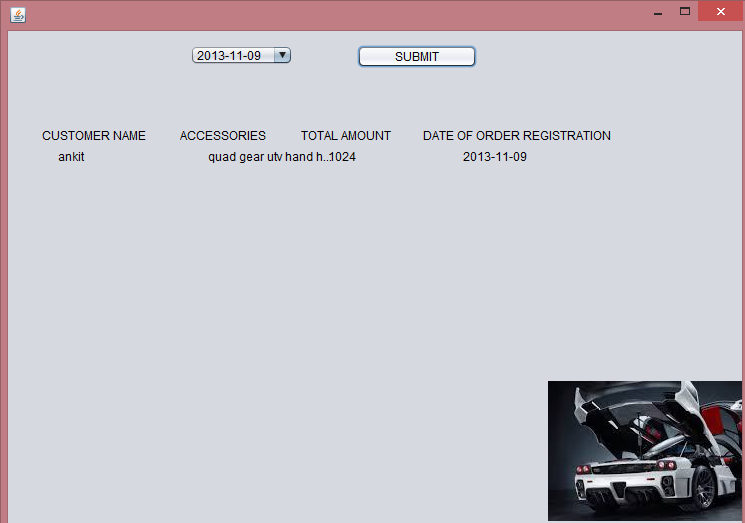 2013-11-09 SUBMIT
CUSTOMER NAME ACCESSORIES TOTAL AMOUNT DATE OF ORDER REGISTRATION
ankit quad gear utv hand h...1024 2013-11-09